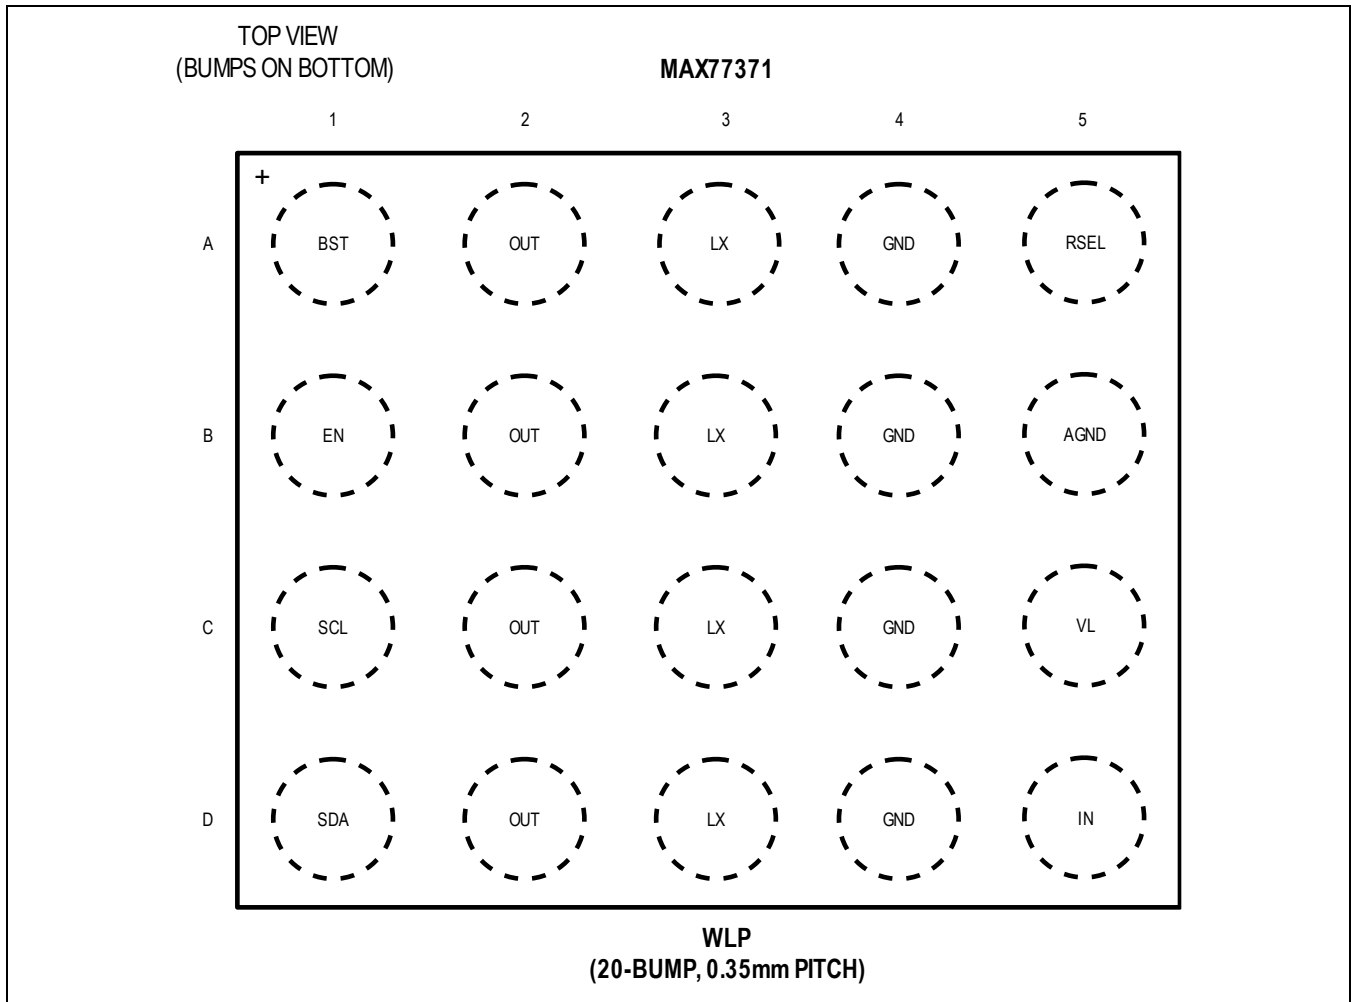 TOP VIEW
(BUMPS ON BOTTOM)
MAX77371
1 2 3 4 5
+
A BST OUT LX GND RSEL
B EN OUT LX GND AGND
C SCL OUT LX GND VL
D SDA OUT LX GND IN
WLP
(20-BUMP, 0.35mm PITCH)